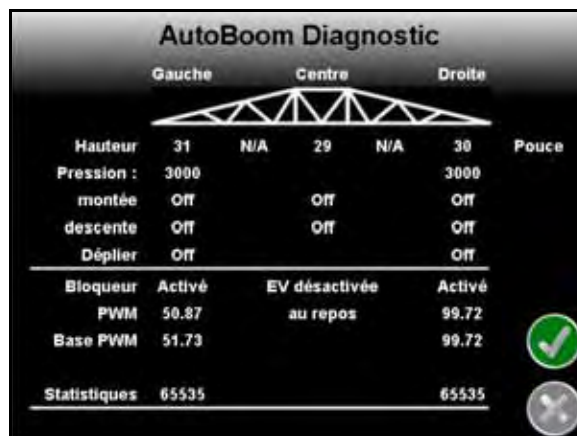 AutoBoom Diagnostic
Gauche Centre Droite
Hauteur 31 N/A 29 N/A 30 Pouce
Pression : 3000 3000
montée Off Off Off
descente Off Off Off
Déplier Off Off
Bloqueur Activé EV désactivée Activé
PWM 50.87 au repos 99.72
Base PWM 51.73 99.72
Statistiques 65535 65535